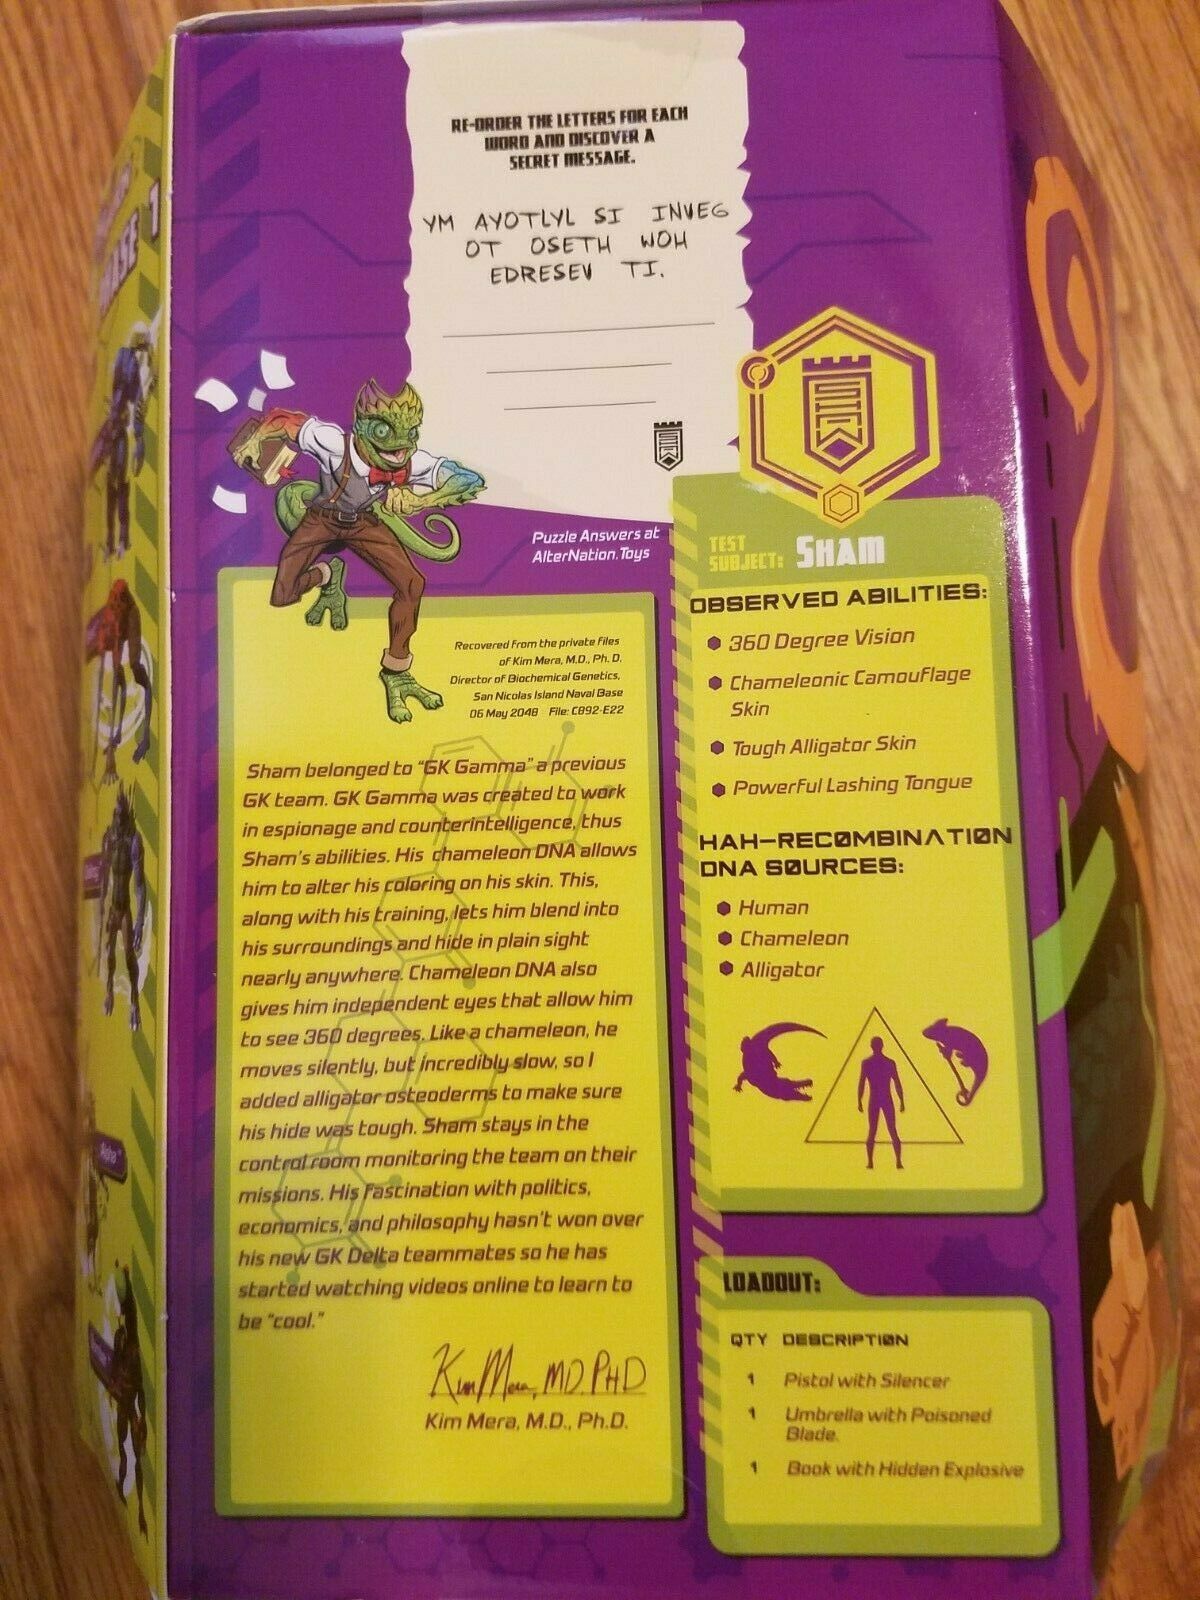 RE-ORDER THE LETTERS FOR EACH
WORD AND DISCOVER A
SECRET MESSAGE.
YM AYOTLYL SI INVEG
OT OSETH WOH
EDRESEV TI.
SHAW
Puzzle Answers at
AlterNation.Toys
Recovered from the private files
of Kim Mera, M.D., Ph. D.
Director of Biochemical Genetics,
San Nicolas Island Naval Base
06 May 2048 File: C892-E22
Sham belonged to "GK Gamma" a previous
GK team. GK Gamma was created to work
in espionage and counterintelligence, thus
Sham's abilities. His chameleon DNA allows
him to alter his coloring on his skin. This,
along with his training, lets him blend into
his surroundings and hide in plain sight
nearly anywhere. Chameleon DNA also
gives him independent eyes that allow him
to see 360 degrees. Like a chameleon, he
moves silently, but incredibly slow, so I
added alligator osteoderms to make sure
his hide was tough. Sham stays in the
control room monitoring the team on their
missions. His fascination with politics,
economics, and philosophy hasn't won over
his new GK Delta teammates so he has
started watching videos online to learn to
be "cool."
Kim Mera, MD. PHD
Kim Mera, M.D., Ph.D.
SHAW
TEST
SUBJECT: SHAM
OBSERVED ABILITIES:
360 Degree Vision
Chameleonic Camouflage
Skin
Tough Alligator Skin
Powerful Lashing Tongue
HAH-RECØMBINATIØN
DNA SØURCES:
Human
Chameleon
Alligator
LOADOUT:
QTY DESCRIPTIØN
1 Pistol with Silencer
1 Umbrella with Poisoned
Blade.
1 Book with Hidden Explosive
1
Alpha